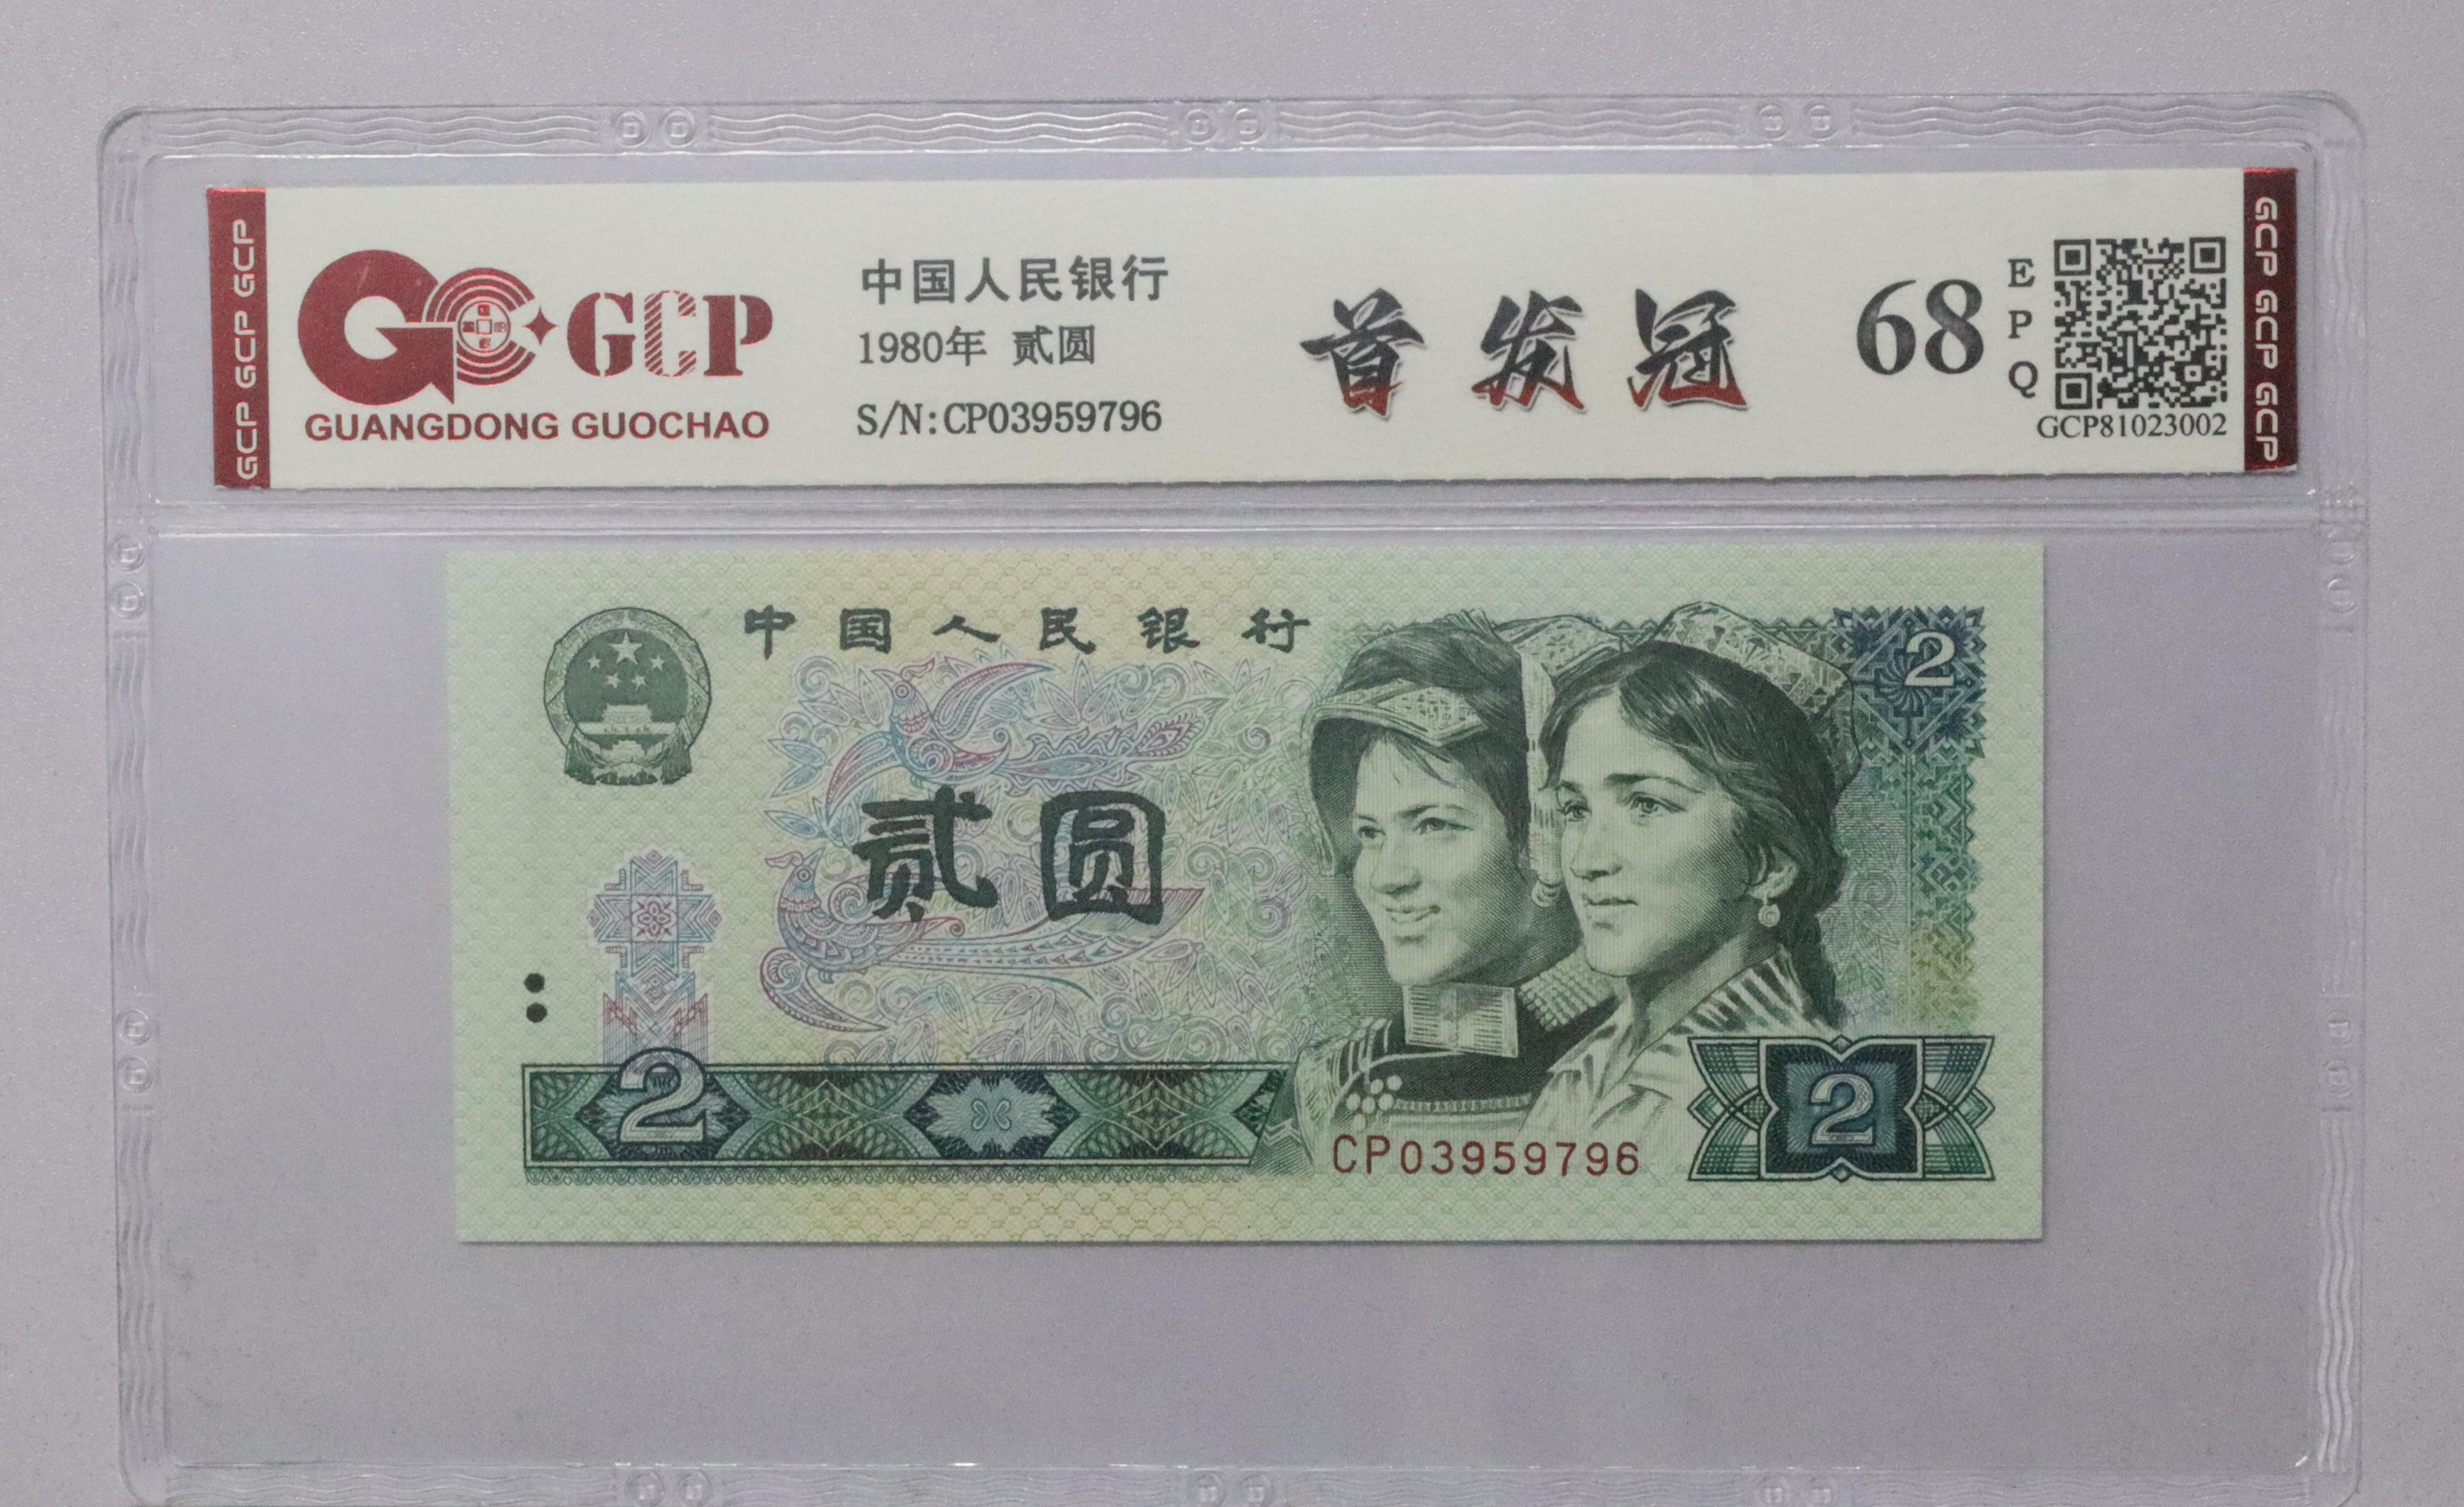 GCP GCP GCP
GCP
GUANGDONG GUOCHAO
中国人民银行
1980年 贰圆
S/N:CP03959796
首发冠
68
EPQ
GCP81023002
GCP GCP GCP
中国人民银行
2
贰圆
2
CP03959796
2